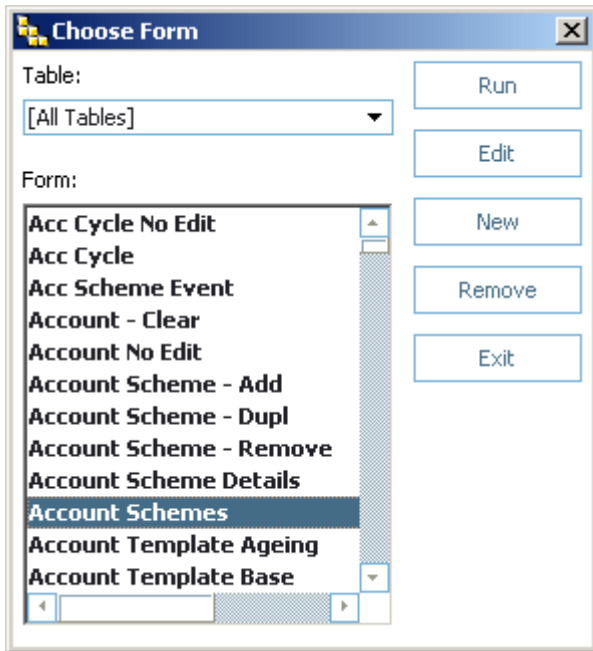 Choose Form
Table:
[All Tables]
Form:
Acc Cycle No Edit
Acc Cycle
Acc Scheme Event
Account - Clear
Account No Edit
Account Scheme - Add
Account Scheme - Dupl
Account Scheme - Remove
Account Scheme Details
Account Schemes
Account Template Ageing
Account Template Base
Run
Edit
New
Remove
Exit